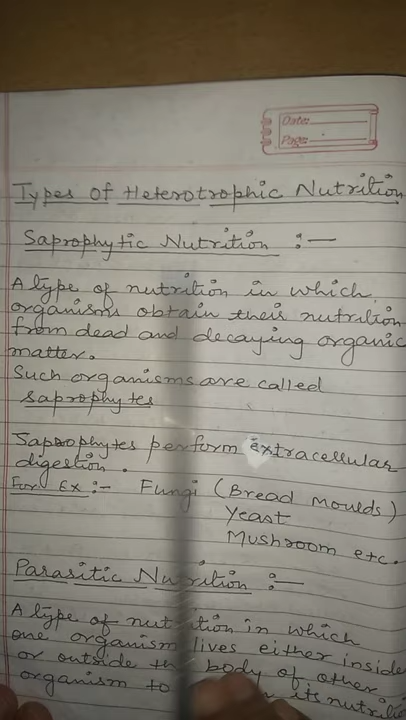 Date:
Page:
Types of Heterotrophic Nutrition
Saprophytic Nutrition :—
A type of nutrition in which
organisms obtain their nutrition
from dead and decaying organic
matter.
Such organisms are called
saprophytes
Saprophytes perform extracellular
digestion.
For Ex :- Fungi (Bread Moulds)
Yeast
Mushroom etc.
Parasitic Nutrition :—
A type of nutrition in which
one organism lives either inside
or outside the body of other
organism to its nutrition